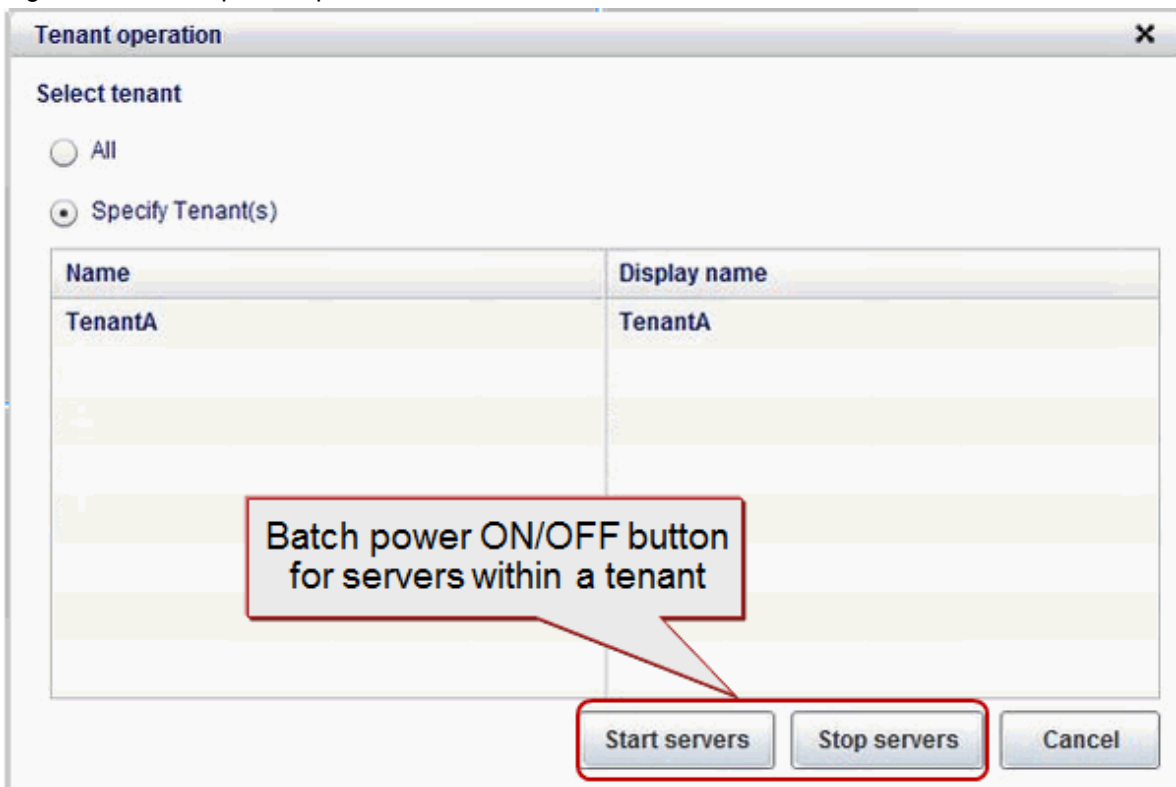 Tenant operation
Select tenant
All
Specify Tenant(s)
Name Display name
TenantA TenantA
Batch power ON/OFF button
for servers within a tenant
Start servers Stop servers Cancel